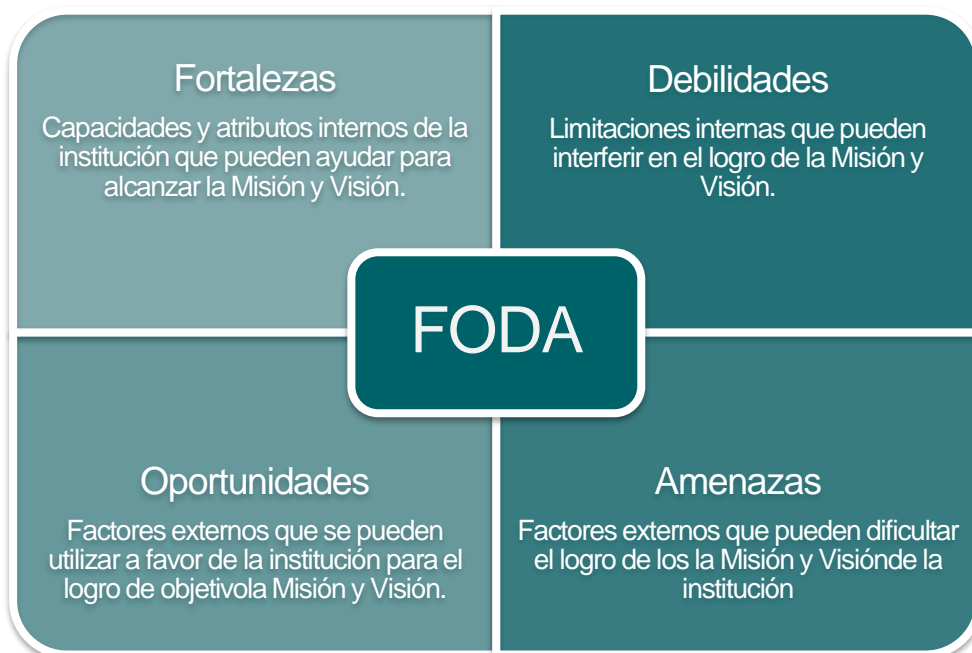 Fortalezas
Capacidades y atributos internos de la
institución que pueden ayudar para
alcanzar la Misión y Visión.
Debilidades
Limitaciones internas que pueden
interferir en el logro de la Misión y
Visión.
FODA
Oportunidades
Factores externos que se pueden
utilizar a favor de la institución para el
logro de objetivola Misión y Visión.
Amenazas
Factores externos que pueden dificultar
el logro de los la Misión y Visiónde la
institución